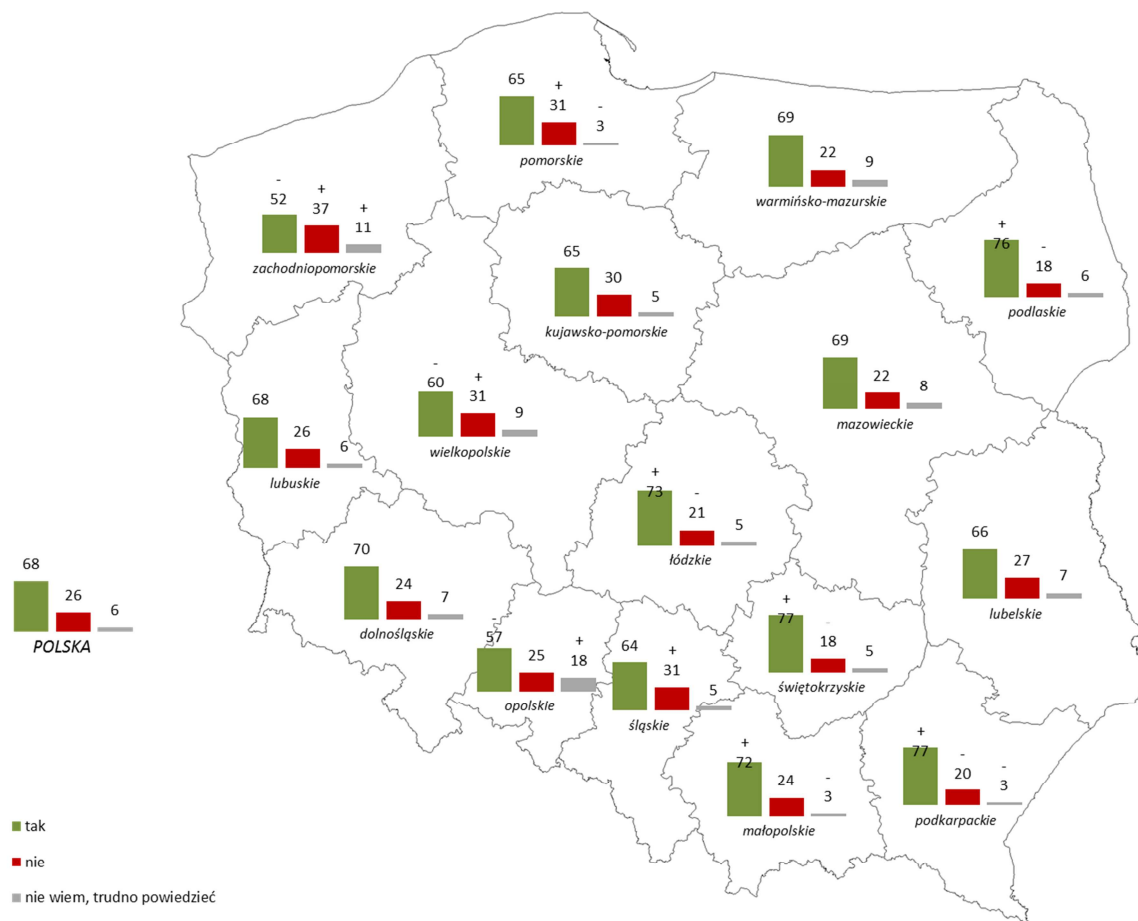 65 + 31 - 3
pomorskie
69 22 9
warmińsko-mazurskie
- 52 + 37 + 11
zachodniopomorskie
65 30 5
kujawsko-pomorskie
+ 76 - 18 6
podlaskie
69 22 8
mazowieckie
- 60 + 31 9
wielkopolskie
68 26 6
lubuskie
+ 73 - 21 5
łódzkie
66 27 7
lubelskie
68 26 6
POLSKA
70 24 7
dolnośląskie
57 25 + 18
opolskie
64 + 31 5
śląskie
+ 77 - 18 5
świętokrzyskie
+ 72 24 - 3
małopolskie
+ 77 - 20 - 3
podkarpackie
tak
nie
nie wiem, trudno powiedzieć